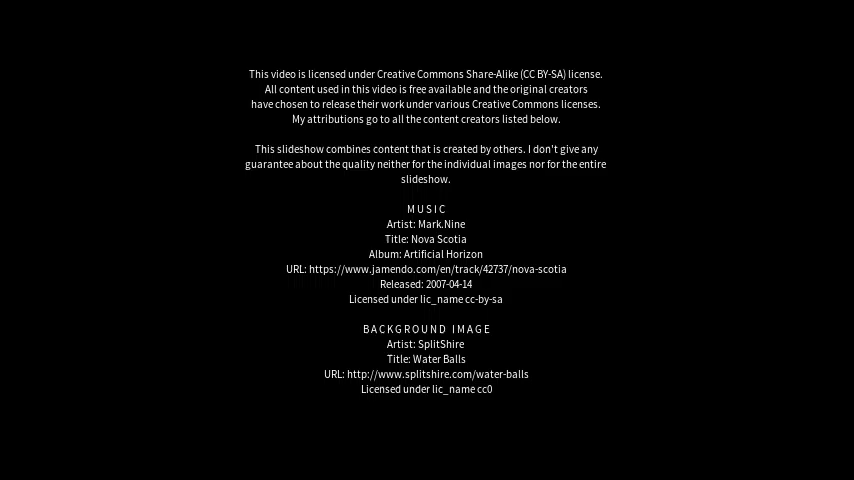 This video is licensed under Creative Commons Share-Alike (CC BY-SA) license.
All content used in this video is free available and the original creators
have chosen to release their work under various Creative Commons licenses.
My attributions go to all the content creators listed below.
This slideshow combines content that is created by others. I don't give any
guarantee about the quality neither for the individual images nor for the entire
slideshow.
MUSIC
Artist: Mark.Nine
Title: Nova Scotia
Album: Artificial Horizon
URL: https://www.jamendo.com/en/track/42737/nova-scotia
Released: 2007-04-14
Licensed under lic_name cc-by-sa
BACKGROUND IMAGE
Artist: SplitShire
Title: Water Balls
URL: http://www.splitshire.com/water-balls
Licensed under lic_name cc0